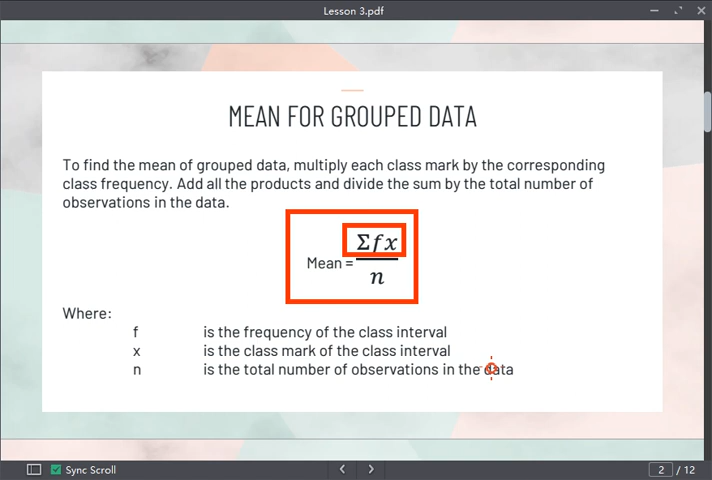 Lesson 3.pdf
MEAN FOR GROUPED DATA
To find the mean of grouped data, multiply each class mark by the corresponding
class frequency. Add all the products and divide the sum by the total number of
observations in the data.
Σfx
Mean =
n
Where:
f is the frequency of the class interval
x is the class mark of the class interval
n is the total number of observations in the data
Sync Scroll
2 / 12